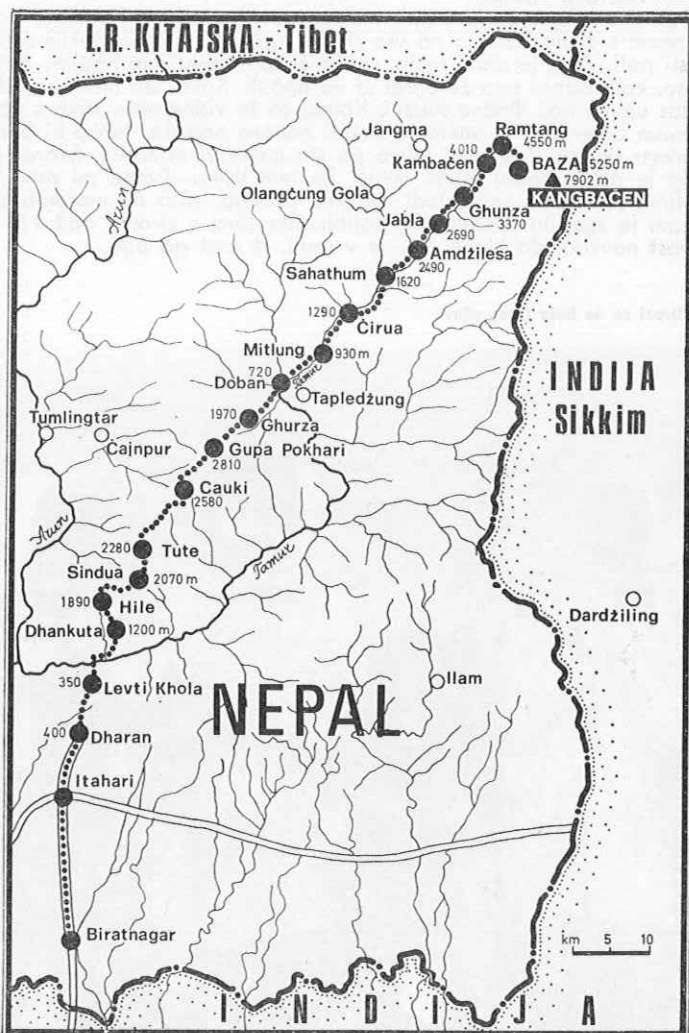 L.R. KITAJSKA - Tibet
Arun
Jangma
Ramtang
4550 m
Kambačen
4010
BAZA
5250 m
7902 m
KANGBAČEN
Olangčung Gola
Ghunza
3370
Jabla
2690
Amdžilesa
2490
Sahathum
1620
1290
Čirua
Mitlung
930 m
720
Doban
Tamur
Tapledžung
INDIJA
Sikkim
1970
Ghurza
Tumlingtar
Cajnpur
Gupa Pokhari
2810
Cauki
2580
Arun
2280
Tute
Tamur
Sindua
2070 m
1890
Hile
Dardžiling
Dhankuta
1200 m
350
Levti Khola
Ilam
NEPAL
400
Dharan
Itahari
Biratnagar
km 5 10
INDIJA